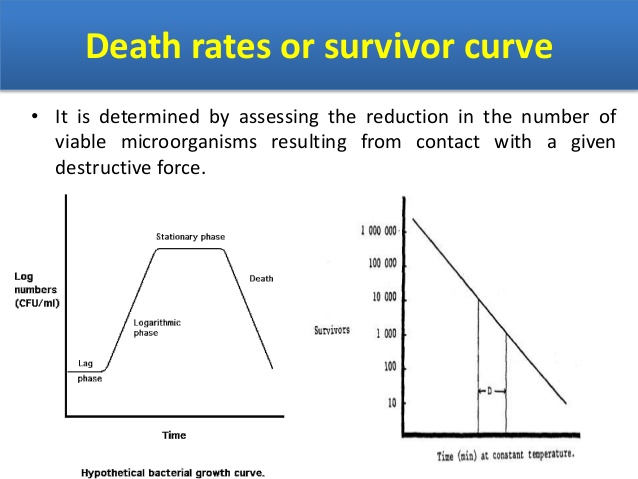 Death rates or survivor curve
• It is determined by assessing the reduction in the number of
viable microorganisms resulting from contact with a given
destructive force.
Log
numbers
(CFU/ml)
Stationary phase
Death
Logarithmic
phase
Lag
phase
Time
Hypothetical bacterial growth curve.
Survivors
1 000 000
100 000
10 000
1 000
100
10
D
Time (min) at constant temperature.